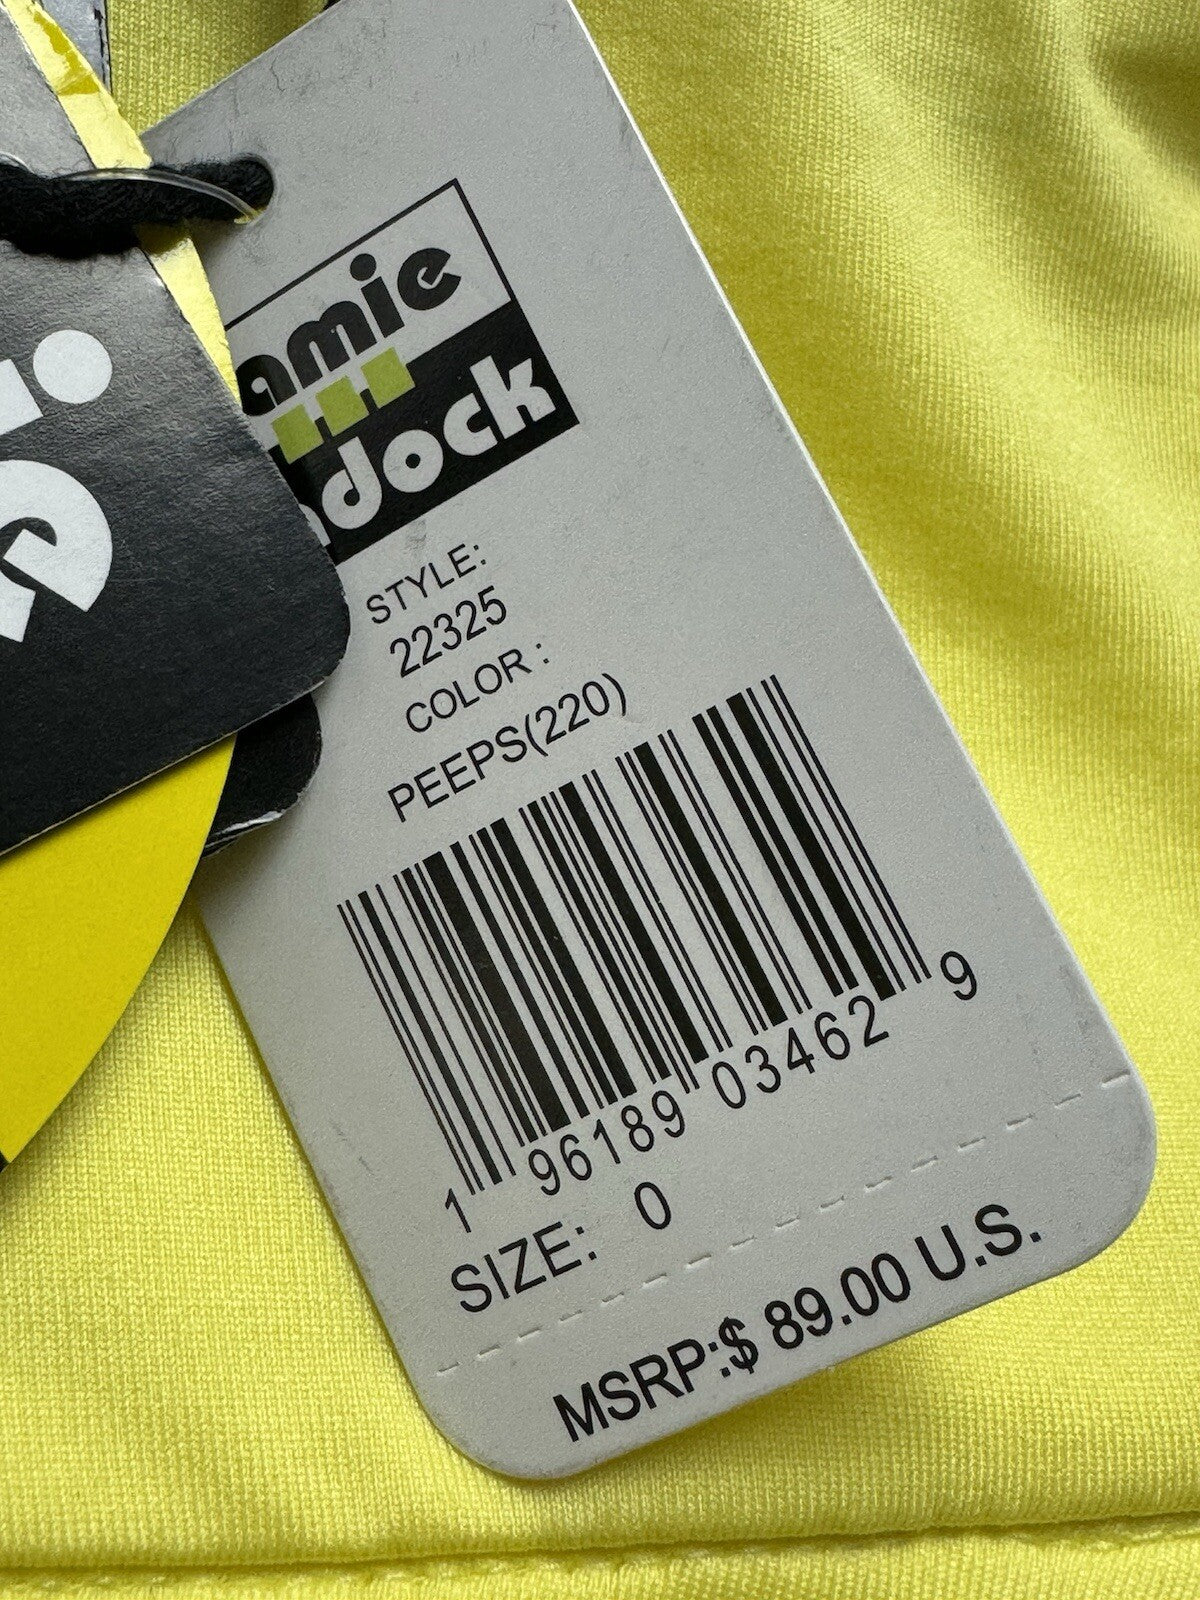 amie
dock
STYLE:
22325
COLOR :
PEEPS(220)
1 96189 03462 9
SIZE: 0
MSRP:$ 89.00 U.S.